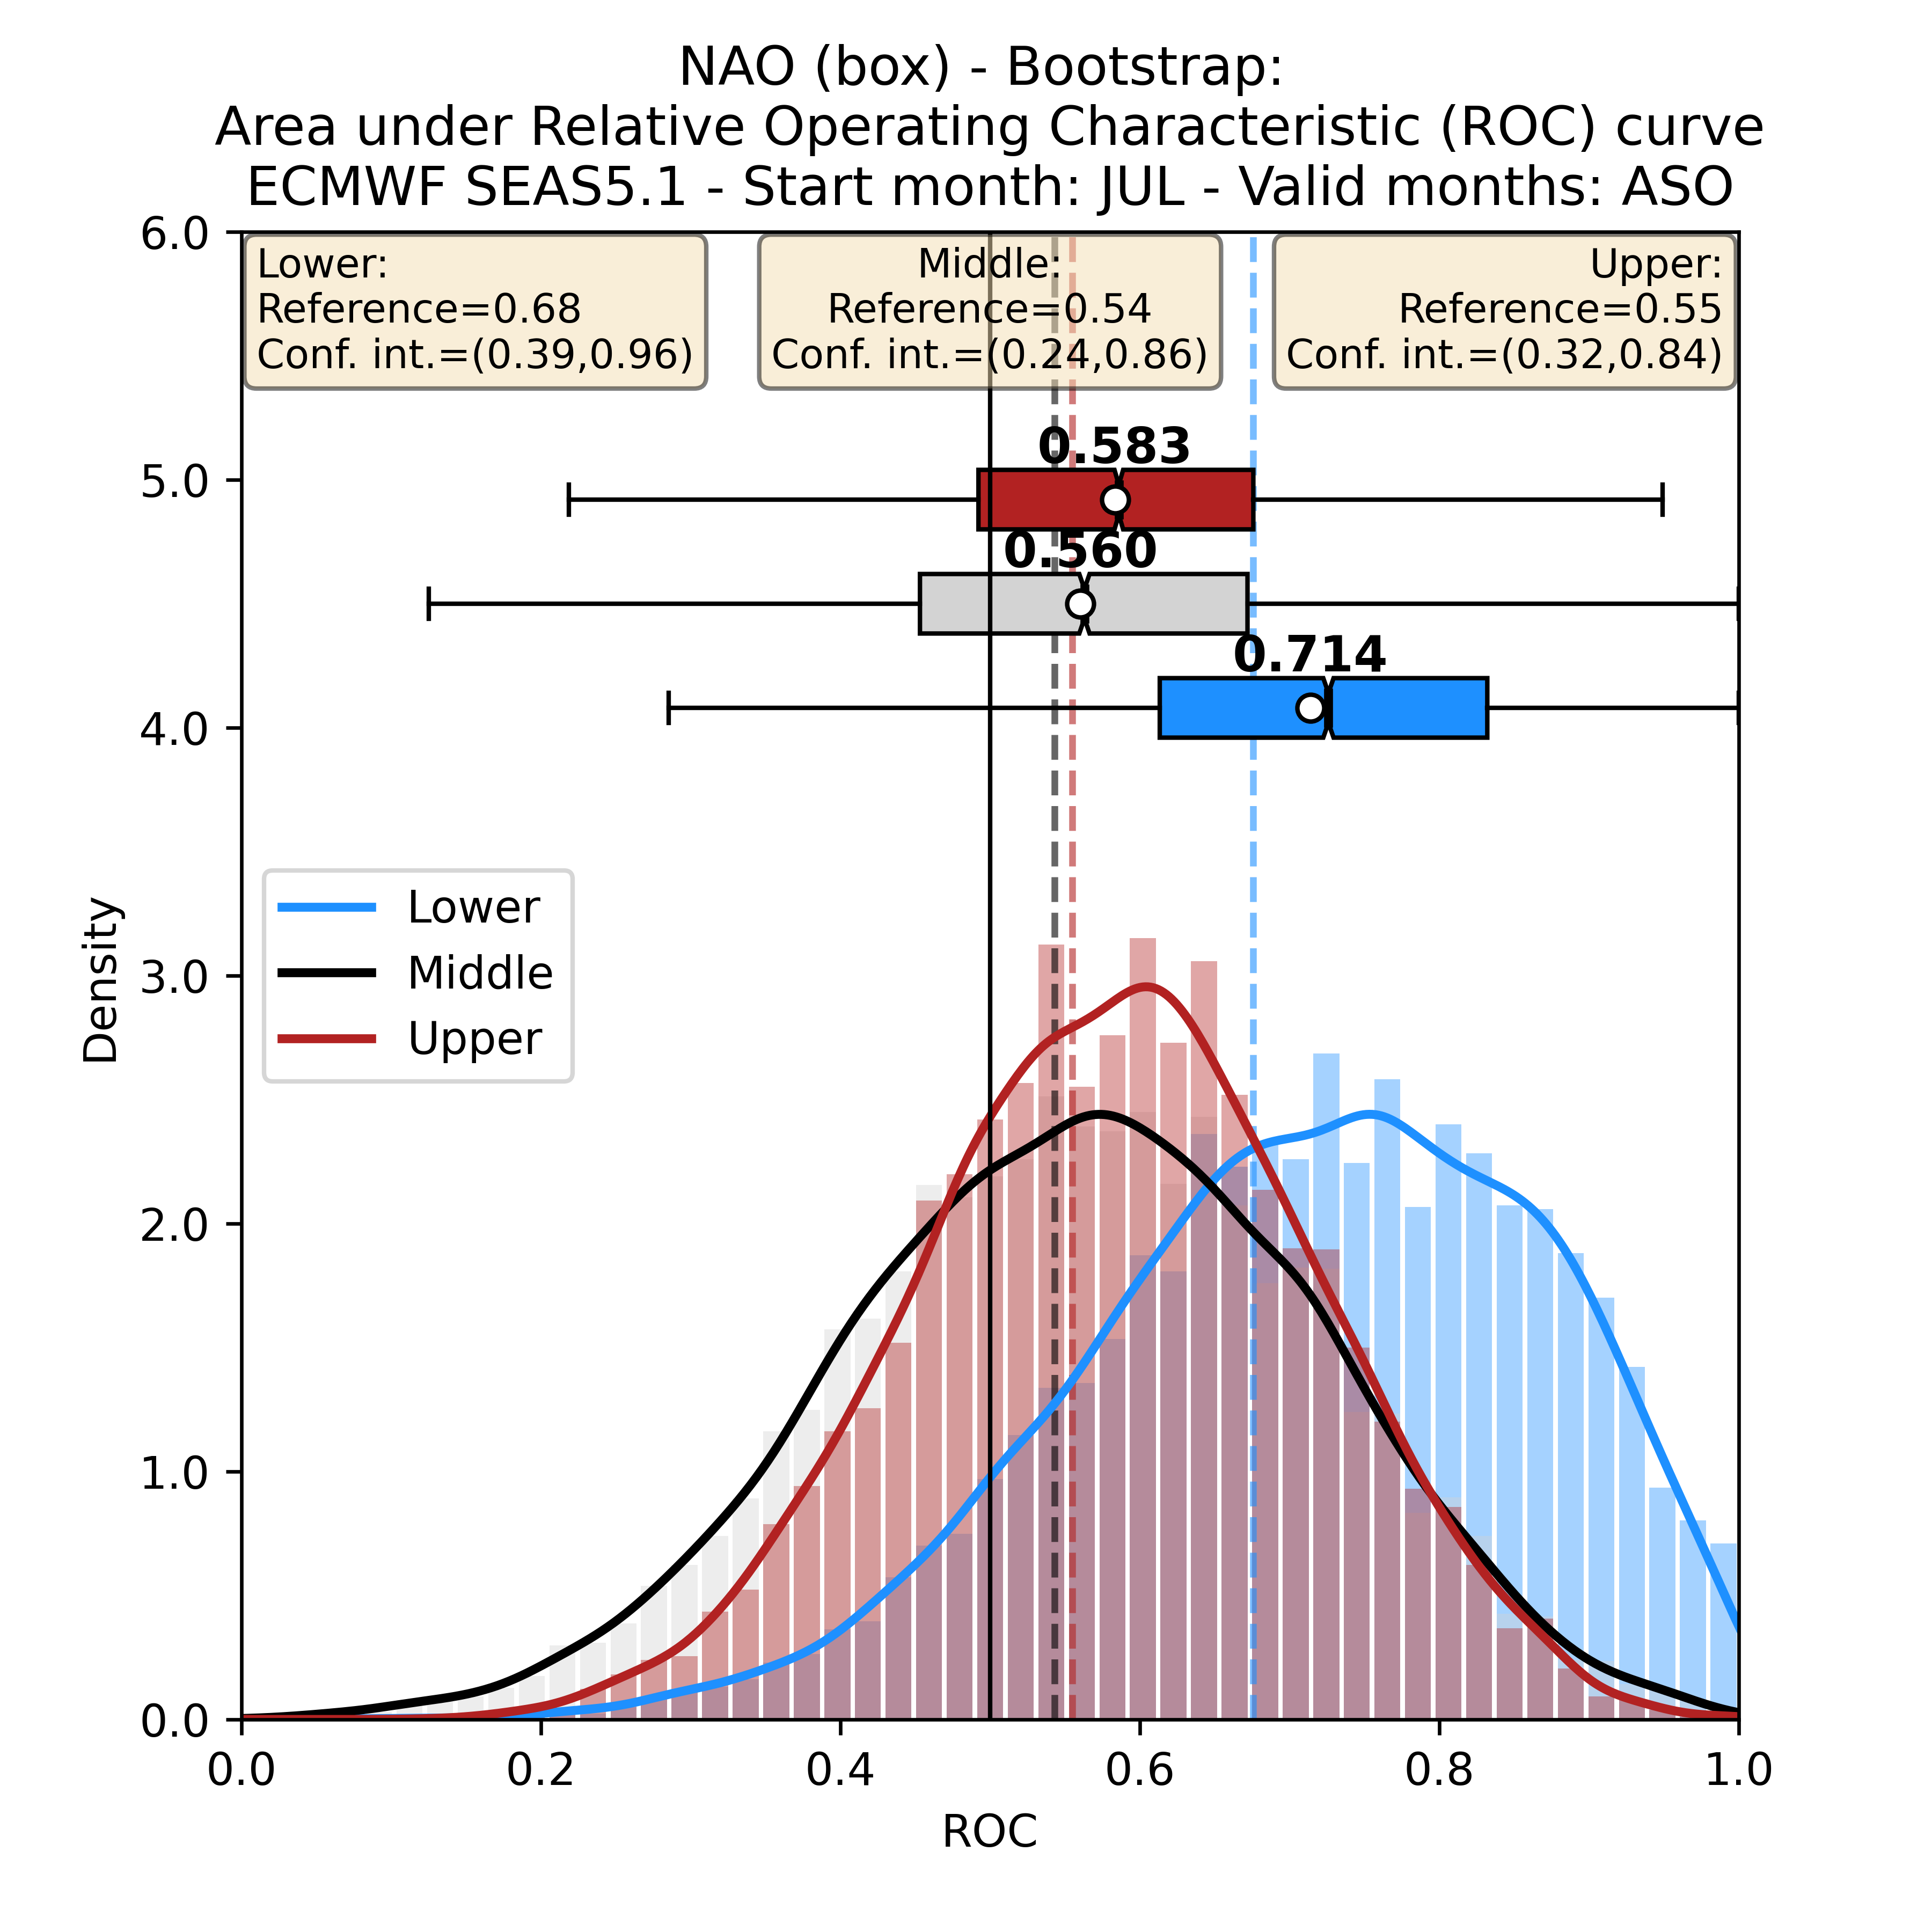 NAO (box) - Bootstrap:
Area under Relative Operating Characteristic (ROC) curve
ECMWF SEAS5.1 - Start month: JUL - Valid months: ASO
Lower:
Reference=0.68
Conf. int.=(0.39,0.96)
Middle:
Reference=0.54
Conf. int.=(0.24,0.86)
Upper:
Reference=0.55
Conf. int.=(0.32,0.84)
6.0
5.0
4.0
3.0
2.0
1.0
0.0
Density
0.583
0.560
0.714
Lower
Middle
Upper
0.0 0.2 0.4 0.6 0.8 1.0
ROC